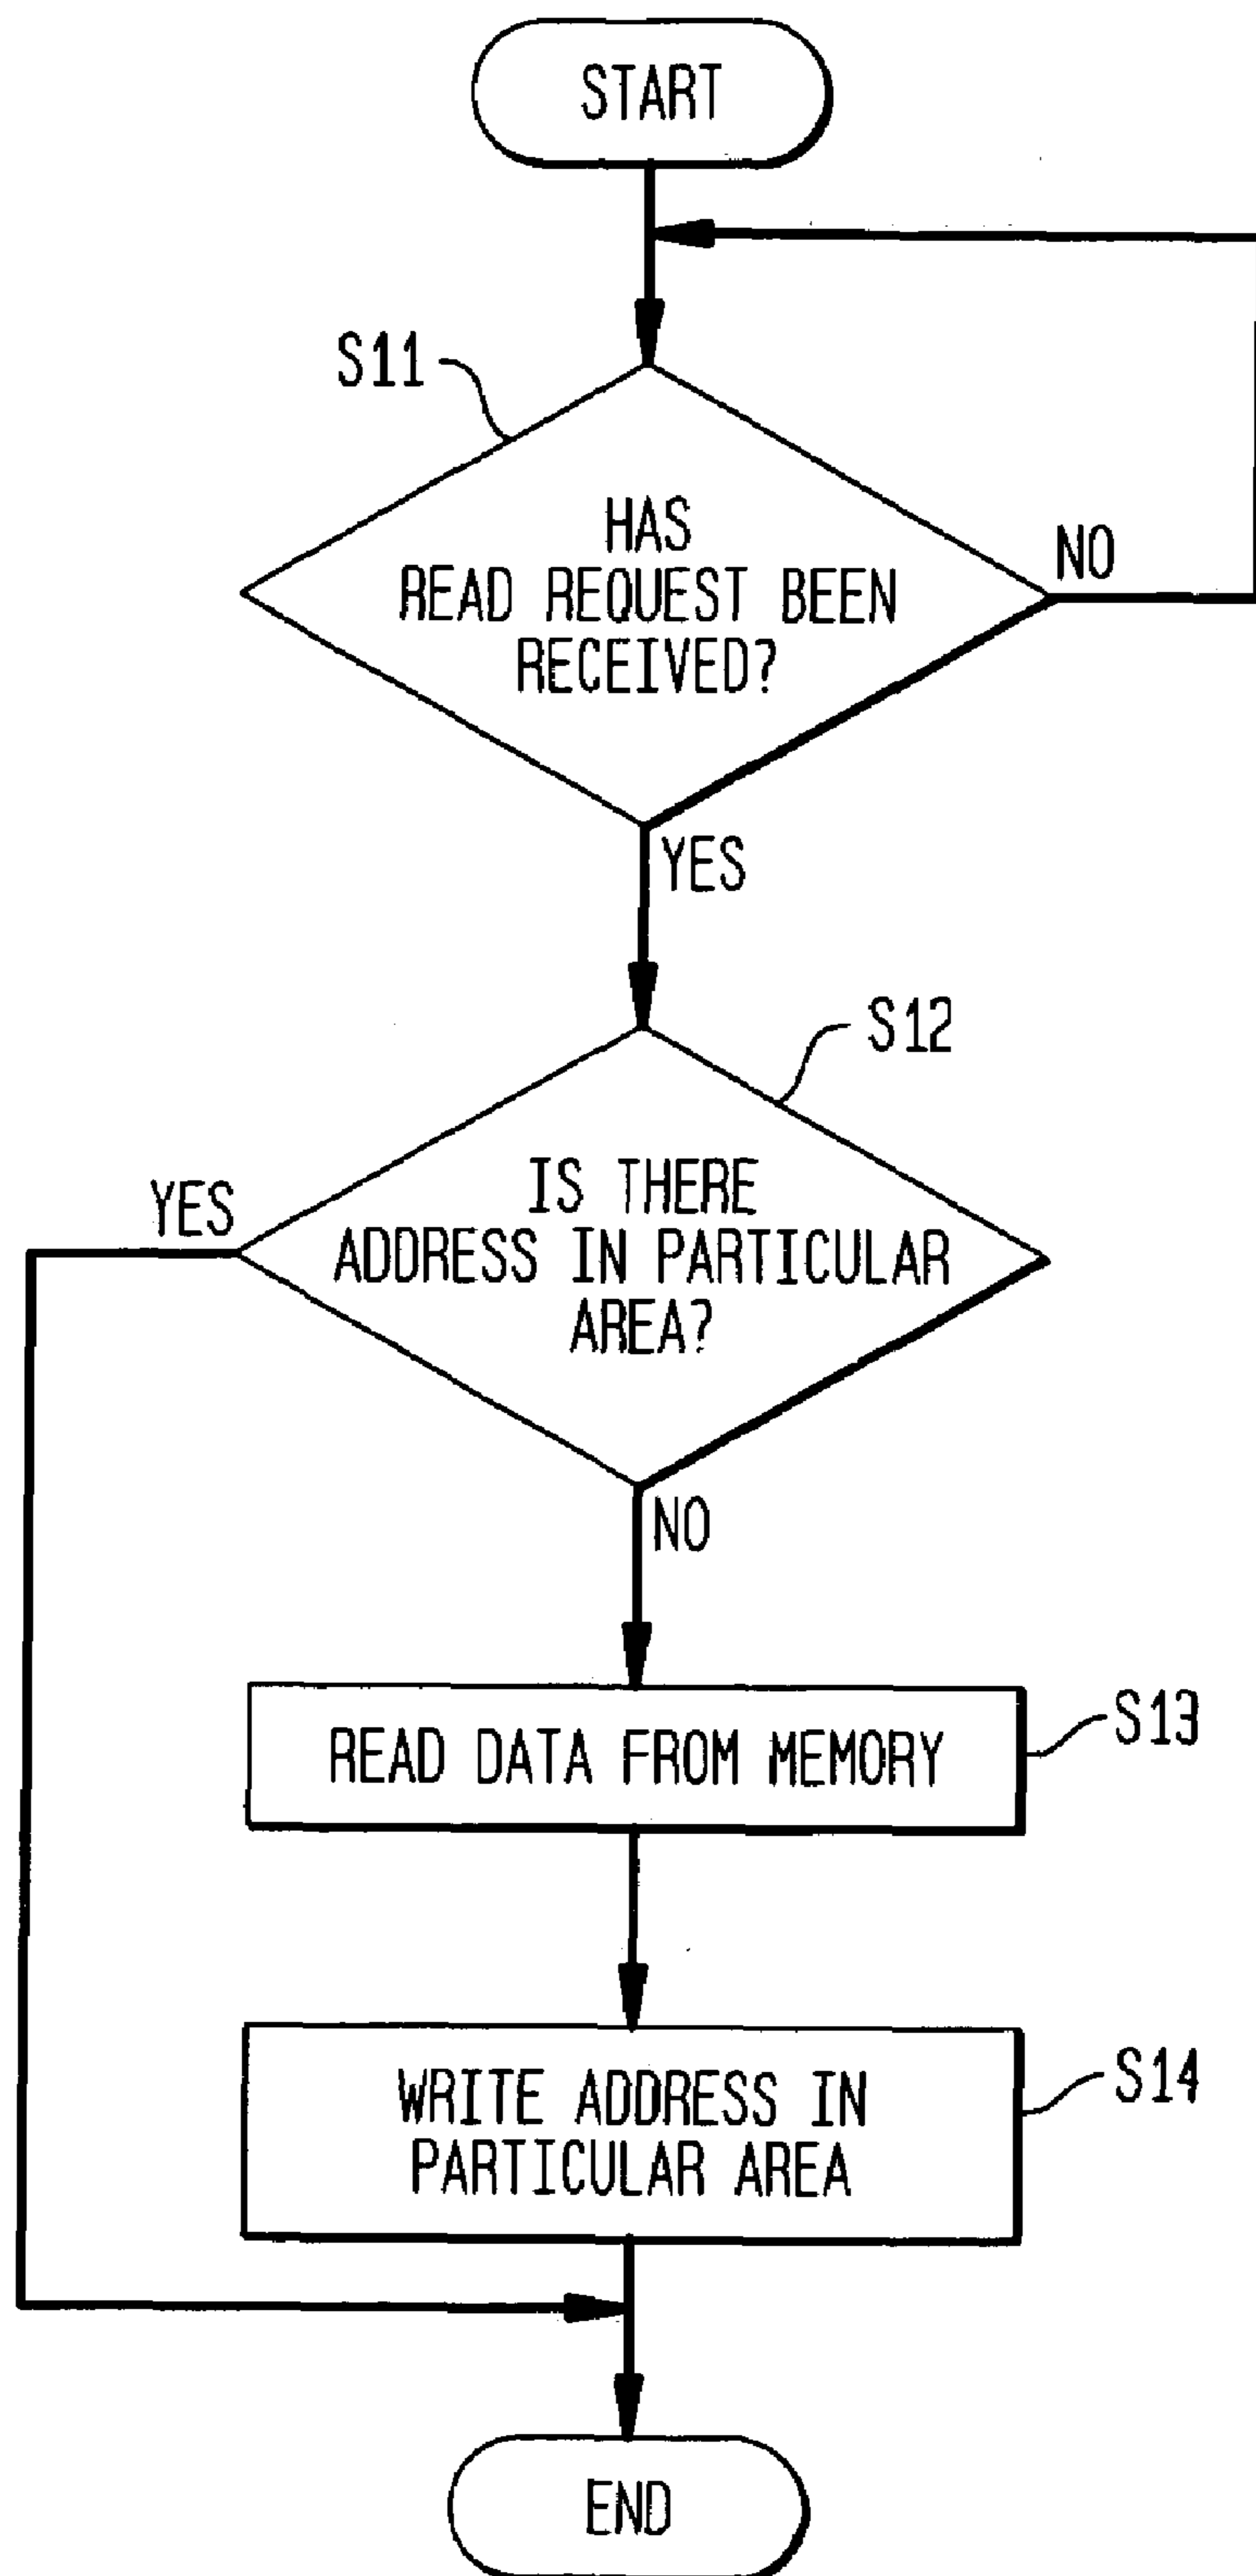 START
S11
HAS
READ REQUEST BEEN
RECEIVED?
NO
YES
S12
IS THERE
ADDRESS IN PARTICULAR
AREA?
YES
NO
READ DATA FROM MEMORY
S13
WRITE ADDRESS IN
PARTICULAR AREA
S14
END